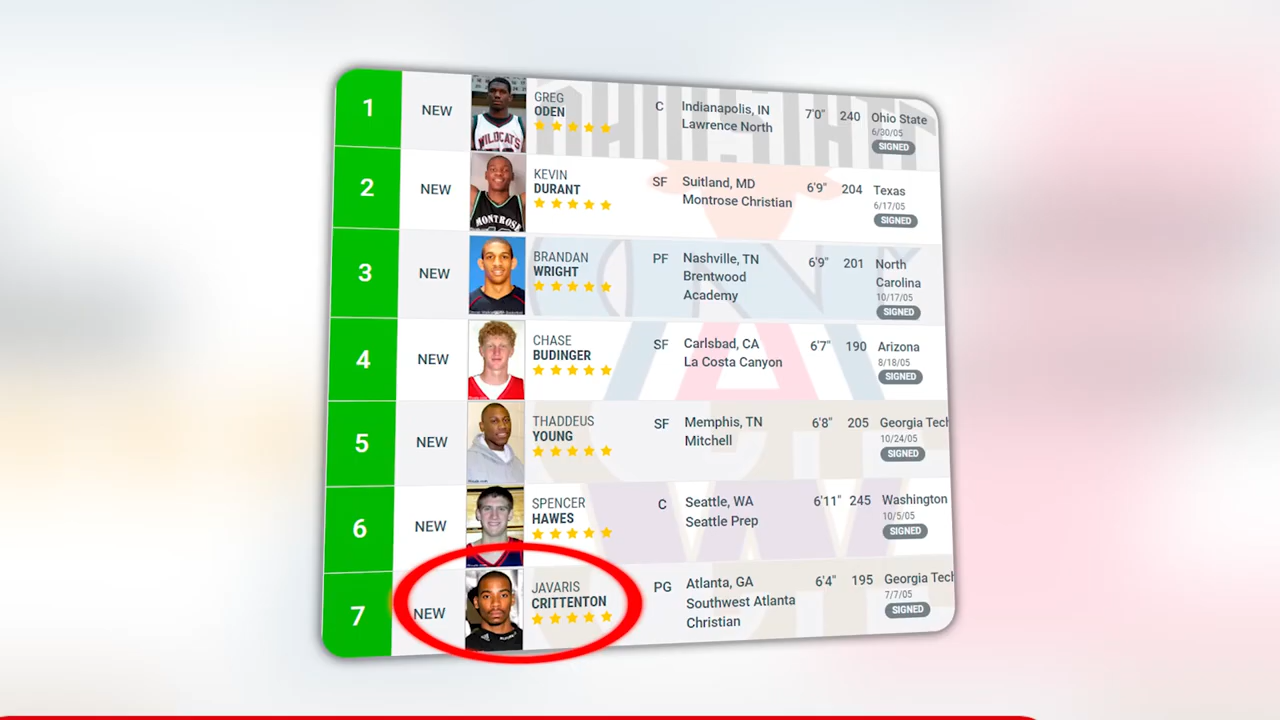 1 NEW GREG C Indianapolis, IN 7'0" 240 Ohio State
ODEN Lawrence North 6/30/05
SIGNED
WILDCATS
2 NEW KEVIN SF Suitland, MD 6'9" 204 Texas
DURANT Montrose Christian 6/17/05
SIGNED
MONTROSE
3 NEW BRANDAN PF Nashville, TN 6'9" 201 North
WRIGHT Brentwood Carolina
Academy 10/17/05
SIGNED
4 NEW CHASE SF Carlsbad, CA 6'7" 190 Arizona
BUDINGER La Costa Canyon 8/18/05
SIGNED
5 NEW THADDEUS SF Memphis, TN 6'8" 205 Georgia Tech
YOUNG Mitchell 10/24/05
SIGNED
6 NEW SPENCER C Seattle, WA 6'11" 245 Washington
HAWES Seattle Prep 10/5/05
SIGNED
7 NEW JAVARIS PG Atlanta, GA 6'4" 195 Georgia Tech
CRITTENTON Southwest Atlanta 7/7/05
Christian SIGNED